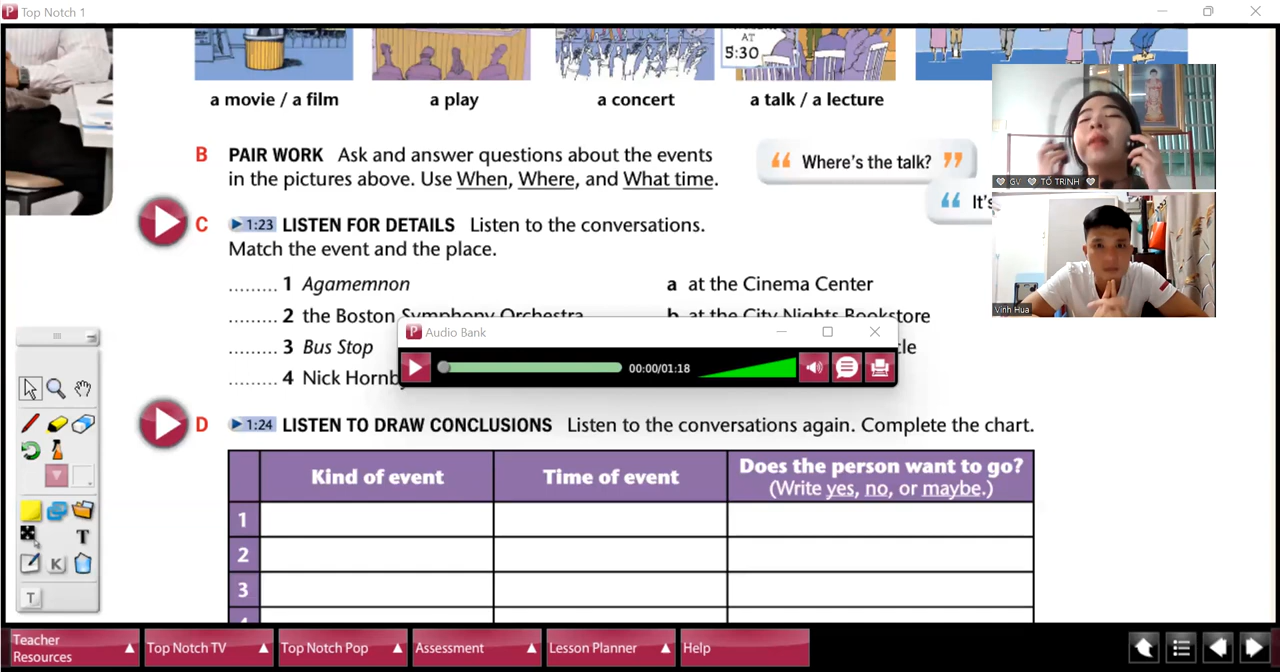 Top Notch 1
AT
5:30
a movie / a film
a play
a concert
a talk / a lecture
B PAIR WORK Ask and answer questions about the events
in the pictures above. Use When, Where, and What time.
“ Where's the talk? ”
“ It's
GV TỐ TRINH
C 1:23 LISTEN FOR DETAILS Listen to the conversations.
Match the event and the place.
......... 1 Agamemnon
a at the Cinema Center
......... 2 the Boston Symphony Orchestra
b at the City Nights Bookstore
......... 3 Bus Stop
......... 4 Nick Hornby
Vinh Hua
Audio Bank
00:00/01:18
D 1:24 LISTEN TO DRAW CONCLUSIONS Listen to the conversations again. Complete the chart.
Kind of event
Time of event
Does the person want to go?
(Write yes, no, or maybe.)
1
2
3
4
T
K
T
Teacher
Resources
Top Notch TV
Top Notch Pop
Assessment
Lesson Planner
Help